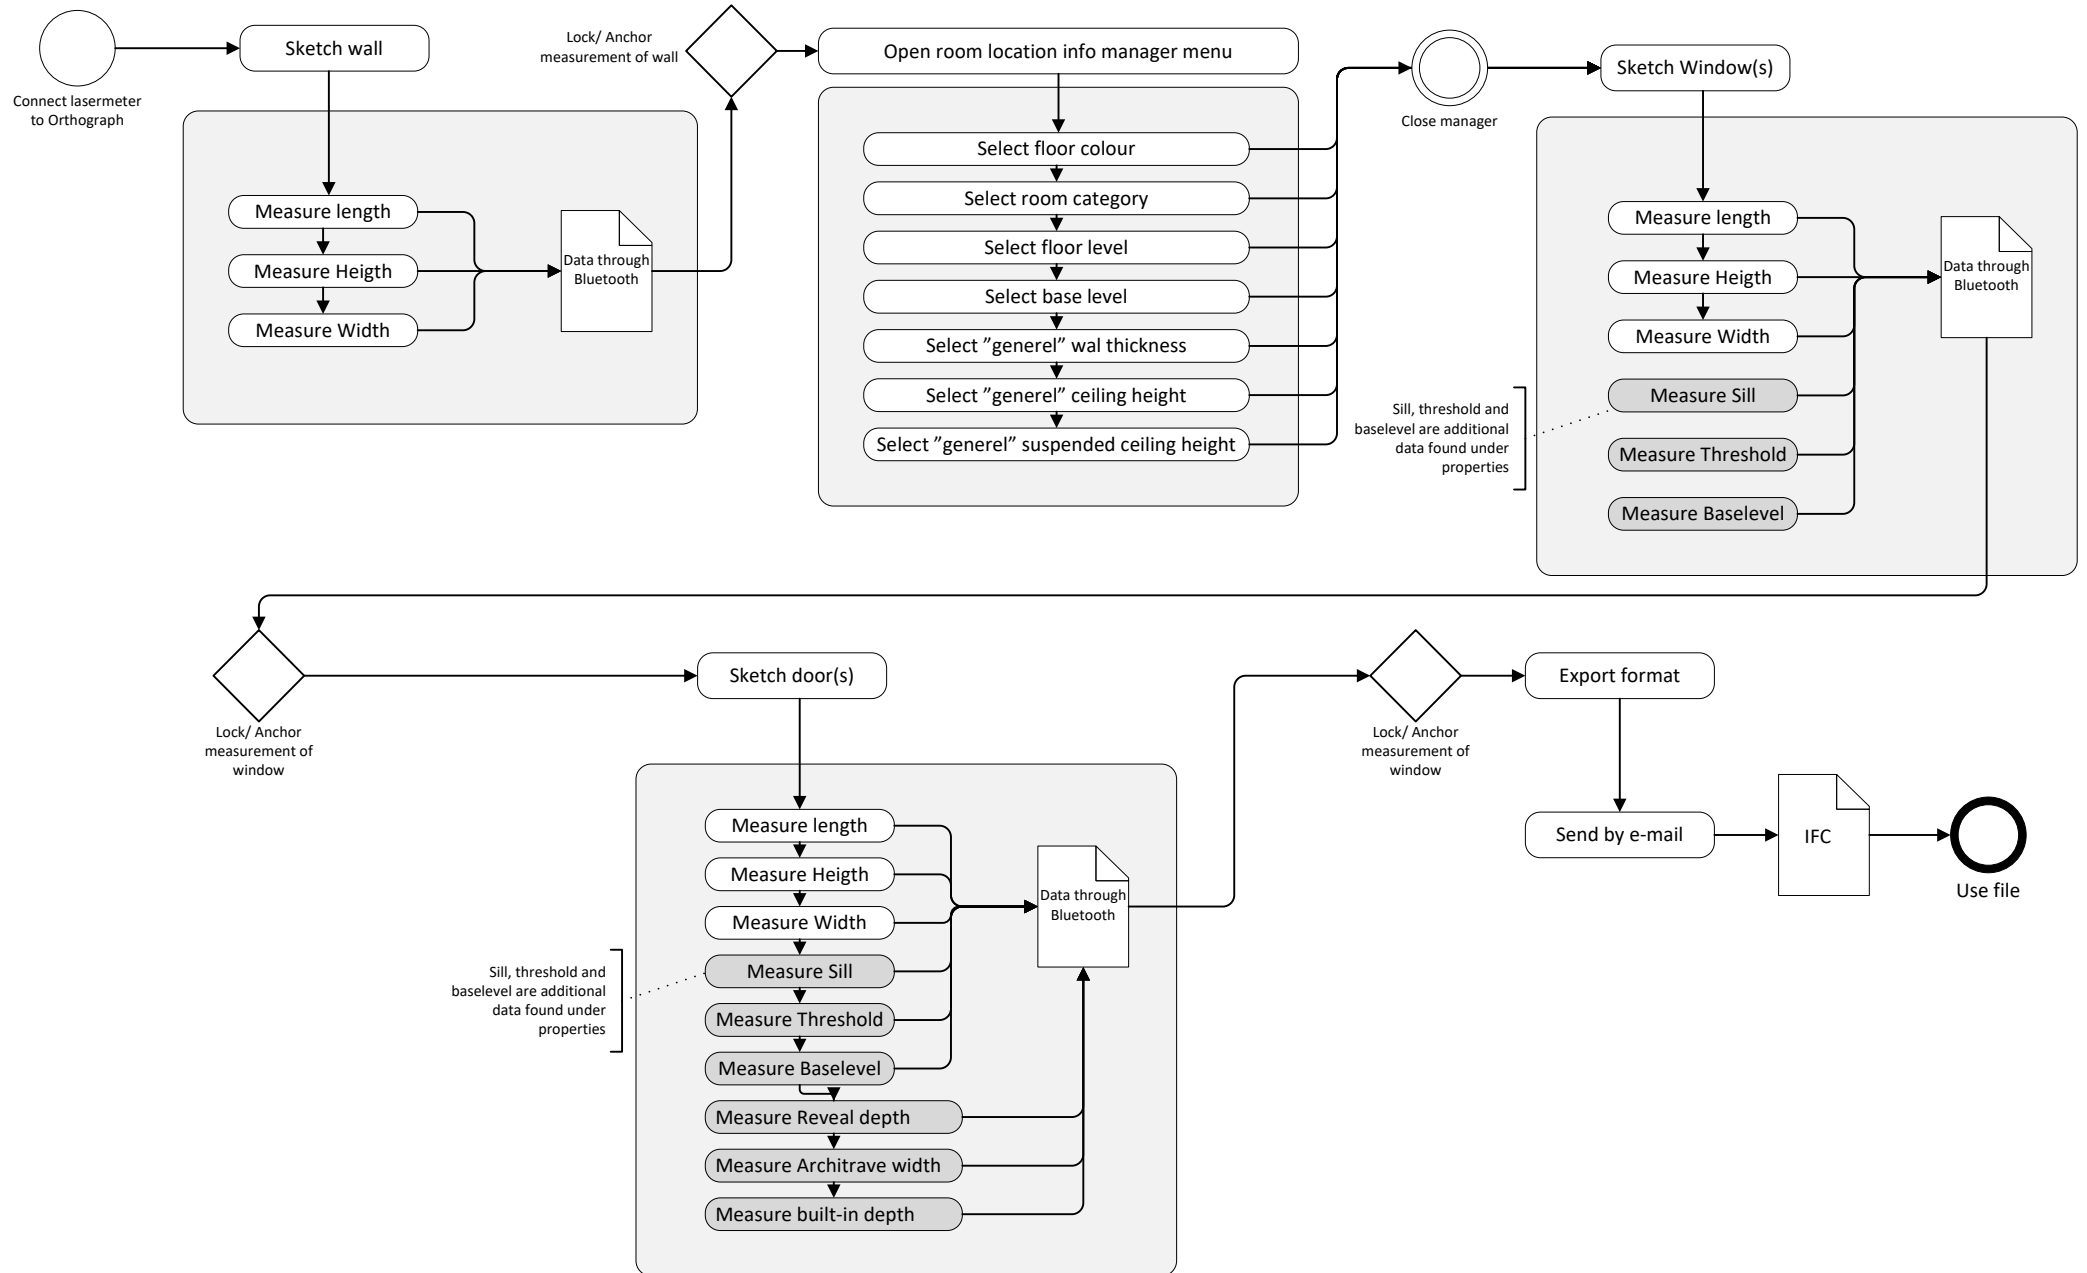 Connect lasermeter
to Orthograph
Sketch wall
Measure length
Measure Heigth
Measure Width
Data through
Bluetooth
Lock/ Anchor
measurement of wall
Open room location info manager menu
Select floor colour
Select room category
Select floor level
Select base level
Select ”generel” wal thickness
Select ”generel” ceiling height
Select ”generel” suspended ceiling height
Close manager
Sketch Window(s)
Measure length
Measure Heigth
Measure Width
Measure Sill
Measure Threshold
Measure Baselevel
Sill, threshold and
baselevel are additional
data found under
properties
Data through
Bluetooth
Lock/ Anchor
measurement of
window
Sketch door(s)
Measure length
Measure Heigth
Measure Width
Measure Sill
Measure Threshold
Measure Baselevel
Measure Reveal depth
Measure Architrave width
Measure built-in depth
Sill, threshold and
baselevel are additional
data found under
properties
Data through
Bluetooth
Lock/ Anchor
measurement of
window
Export format
Send by e-mail
IFC
Use file